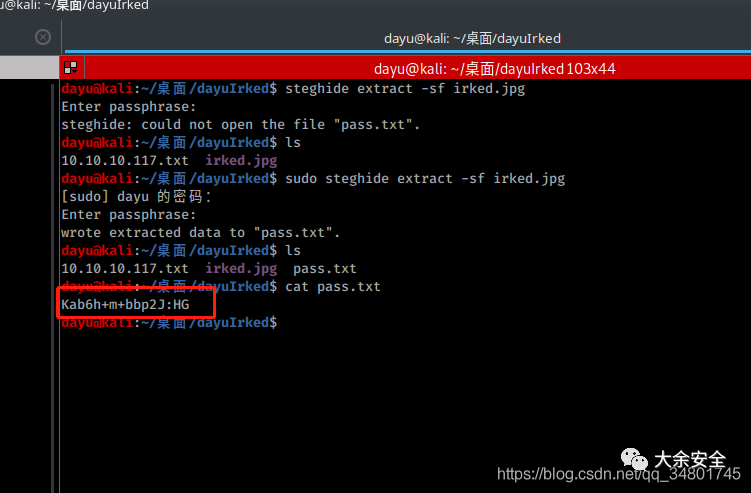 ayu@kali: ~/桌面/dayuIrked
dayu@kali: ~/桌面/dayuIrked
dayu@kali: ~/桌面/dayuIrked 103x44
dayu@kali:~/桌面/dayuIrked$ steghide extract -sf irked.jpg
Enter passphrase:
steghide: could not open the file "pass.txt".
dayu@kali:~/桌面/dayuIrked$ ls
10.10.10.117.txt  irked.jpg
dayu@kali:~/桌面/dayuIrked$ sudo steghide extract -sf irked.jpg
[sudo] dayu 的密码：
Enter passphrase:
wrote extracted data to "pass.txt".
dayu@kali:~/桌面/dayuIrked$ ls
10.10.10.117.txt  irked.jpg  pass.txt
dayu@kali:~/桌面/dayuIrked$ cat pass.txt
Kab6h+m+bbp2J:HG
dayu@kali:~/桌面/dayuIrked$
大余安全
https://blog.csdn.net/qq_34801745